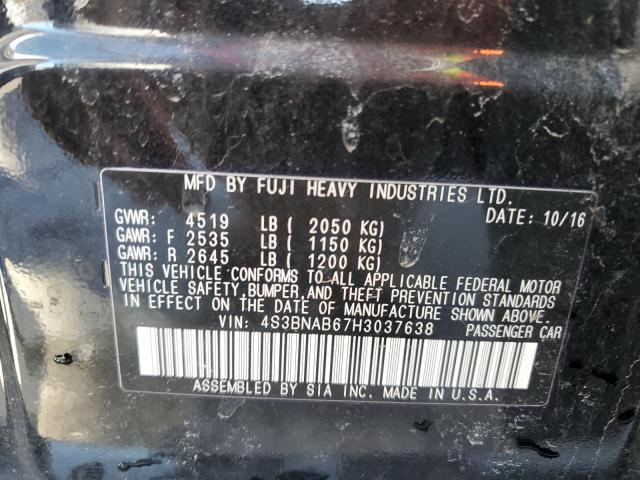 MFD BY FUJI HEAVY INDUSTRIES LTD.
GVWR: 4519 LB ( 2050 KG) DATE: 10/16
GAWR: F 2535 LB ( 1150 KG)
GAWR: R 2645 LB ( 1200 KG)
THIS VEHICLE CONFORMS TO ALL APPLICABLE FEDERAL MOTOR
VEHICLE SAFETY, BUMPER, AND THEFT PREVENTION STANDARDS
IN EFFECT ON THE DATE OF MANUFACTURE SHOWN ABOVE.
VIN: 4S3BNAB67H3037638 PASSENGER CAR
ASSEMBLED BY SIA INC. MADE IN U.S.A.